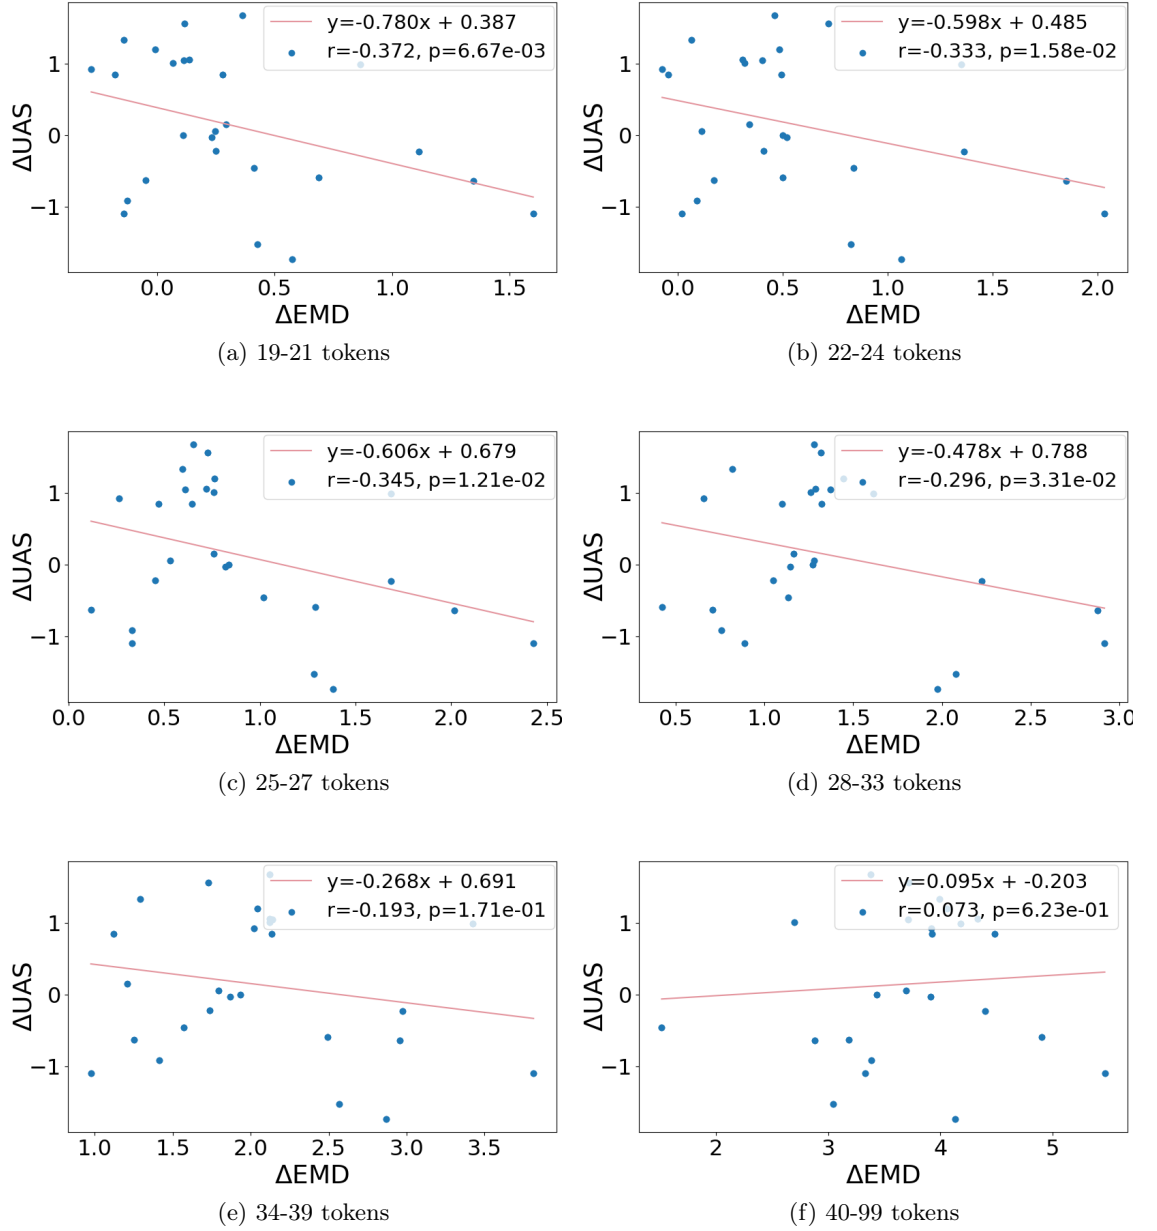 y=-0.780x + 0.387
r=-0.372, p=6.67e-03
1
0
−1
ΔUAS
0.0 0.5 1.0 1.5
ΔEMD
(a) 19-21 tokens
y=-0.598x + 0.485
r=-0.333, p=1.58e-02
1
0
−1
ΔUAS
0.0 0.5 1.0 1.5 2.0
ΔEMD
(b) 22-24 tokens
y=-0.606x + 0.679
r=-0.345, p=1.21e-02
1
0
−1
ΔUAS
0.0 0.5 1.0 1.5 2.0 2.5
ΔEMD
(c) 25-27 tokens
y=-0.478x + 0.788
r=-0.296, p=3.31e-02
1
0
−1
ΔUAS
0.5 1.0 1.5 2.0 2.5 3.0
ΔEMD
(d) 28-33 tokens
y=-0.268x + 0.691
r=-0.193, p=1.71e-01
1
0
−1
ΔUAS
1.0 1.5 2.0 2.5 3.0 3.5
ΔEMD
(e) 34-39 tokens
y=0.095x + -0.203
r=0.073, p=6.23e-01
1
0
−1
ΔUAS
2 3 4 5
ΔEMD
(f) 40-99 tokens